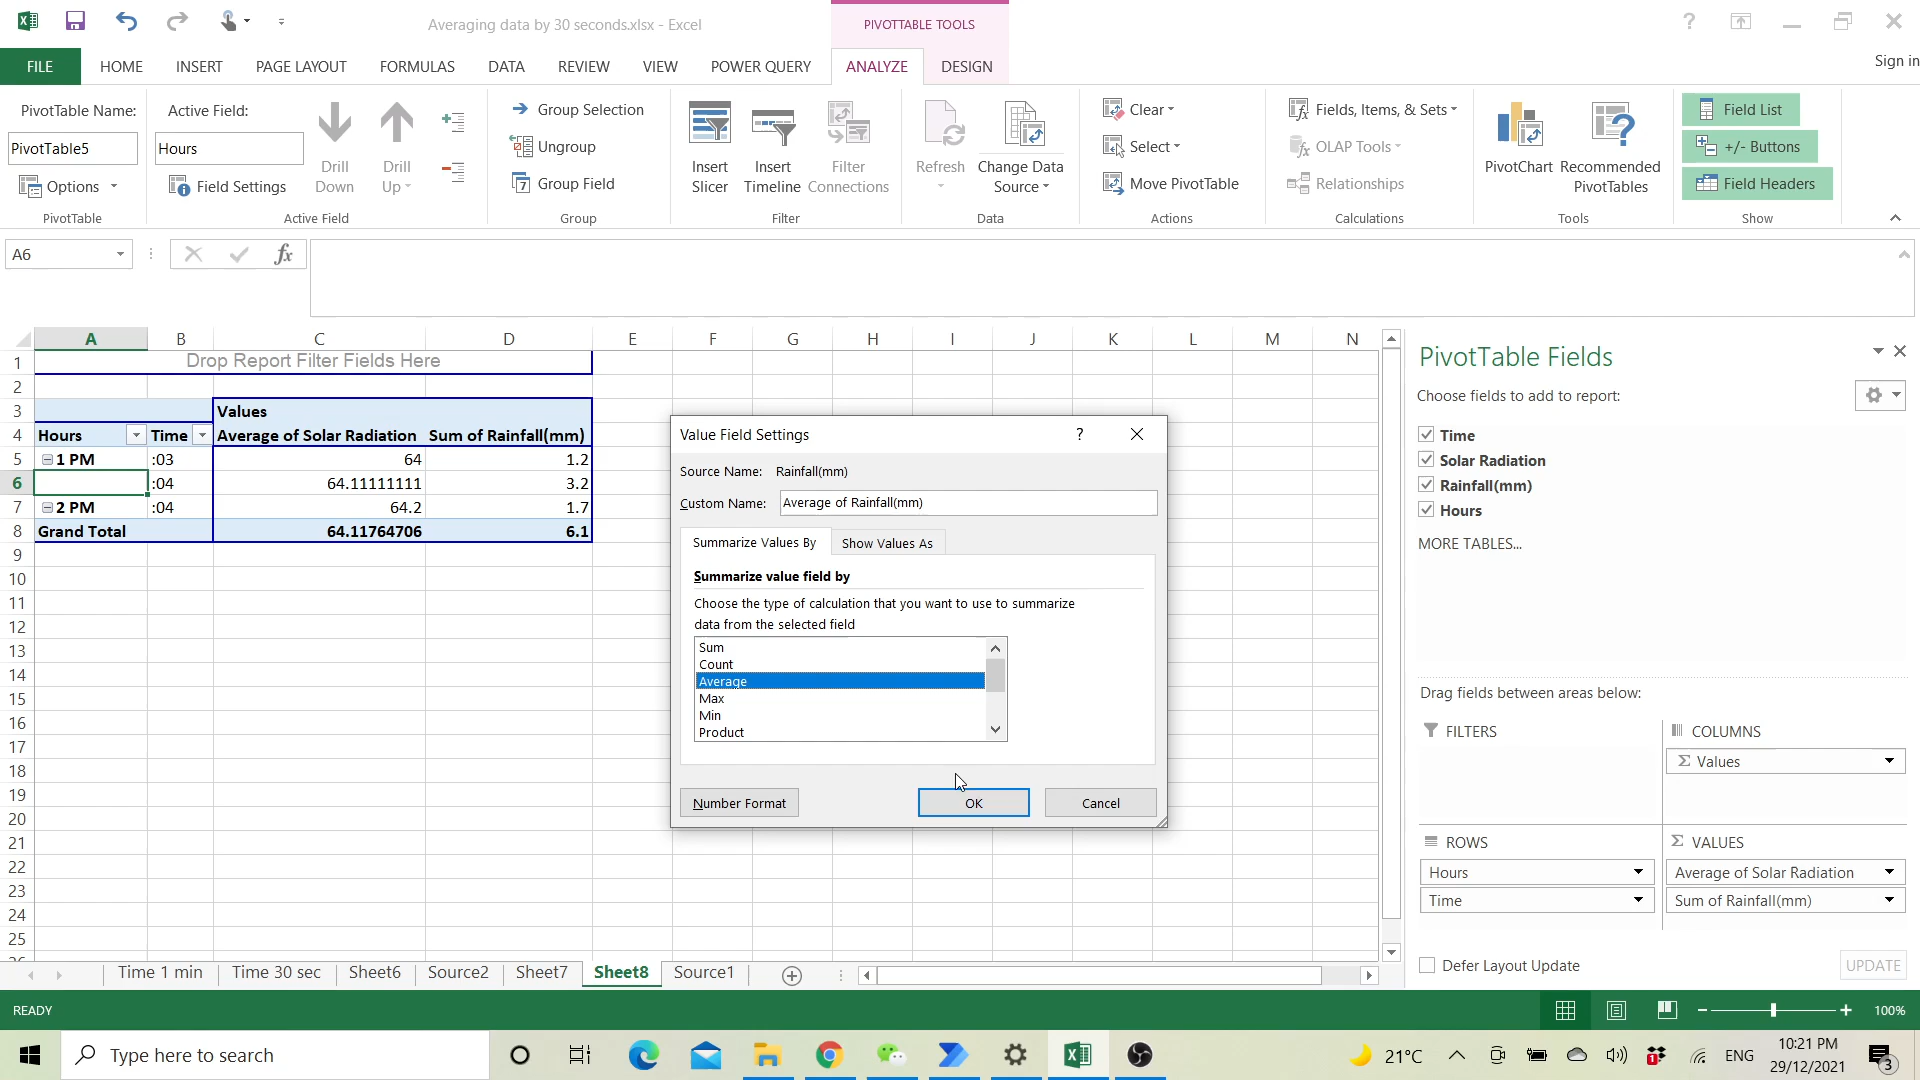 Averaging data by 30 seconds.xlsx - Excel
PIVOTTABLE TOOLS
?
FILE HOME INSERT PAGE LAYOUT FORMULAS DATA REVIEW VIEW POWER QUERY ANALYZE DESIGN
Sign in
PivotTable Name:
PivotTable5
Options
PivotTable
Active Field:
Hours
Field Settings
Drill Down
Drill Up
Active Field
Group Selection
Ungroup
Group Field
Group
Insert Slicer
Insert Timeline
Filter Connections
Filter
Refresh
Change Data Source
Data
Clear
Select
Move PivotTable
Actions
Fields, Items, & Sets
OLAP Tools
Relationships
Calculations
PivotChart
Recommended PivotTables
Tools
Field List
+/- Buttons
Field Headers
Show
A6
fx
A B C D E F G H I J K L M N
1 Drop Report Filter Fields Here
2
3 Values
4 Hours Time Average of Solar Radiation Sum of Rainfall(mm)
5 1 PM :03 64 1.2
6 :04 64.11111111 3.2
7 2 PM :04 64.2 1.7
8 Grand Total 64.11764706 6.1
9
10
11
12
13
14
15
16
17
18
19
20
21
22
23
24
25
26
Value Field Settings ?
Source Name: Rainfall(mm)
Custom Name: Average of Rainfall(mm)
Summarize Values By Show Values As
Summarize value field by
Choose the type of calculation that you want to use to summarize
data from the selected field
Sum
Count
Average
Max
Min
Product
Number Format OK Cancel
PivotTable Fields
Choose fields to add to report:
Time
Solar Radiation
Rainfall(mm)
Hours
MORE TABLES...
Drag fields between areas below:
FILTERS
COLUMNS
Σ Values
ROWS
Hours
Time
Σ VALUES
Average of Solar Radiation
Sum of Rainfall(mm)
Defer Layout Update UPDATE
Time 1 min Time 30 sec Sheet6 Source2 Sheet7 Sheet8 Source1
READY
100%
Type here to search
21°C
1
ENG
10:21 PM
29/12/2021
3